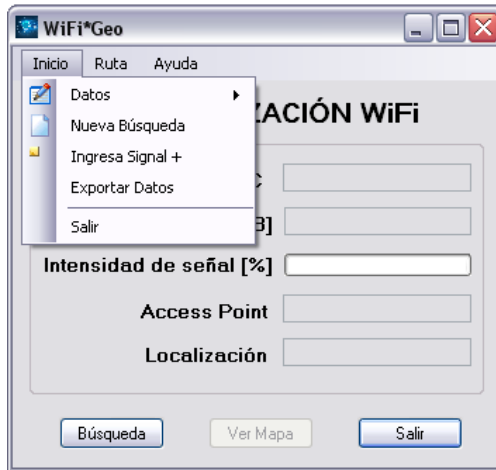 WiFi*Geo
Inicio Ruta Ayuda
Datos
Nueva Búsqueda
Ingresa Signal +
Exportar Datos
Salir
ZACIÓN WiFi
C
B]
Intensidad de señal [%]
Access Point
Localización
Búsqueda Ver Mapa Salir